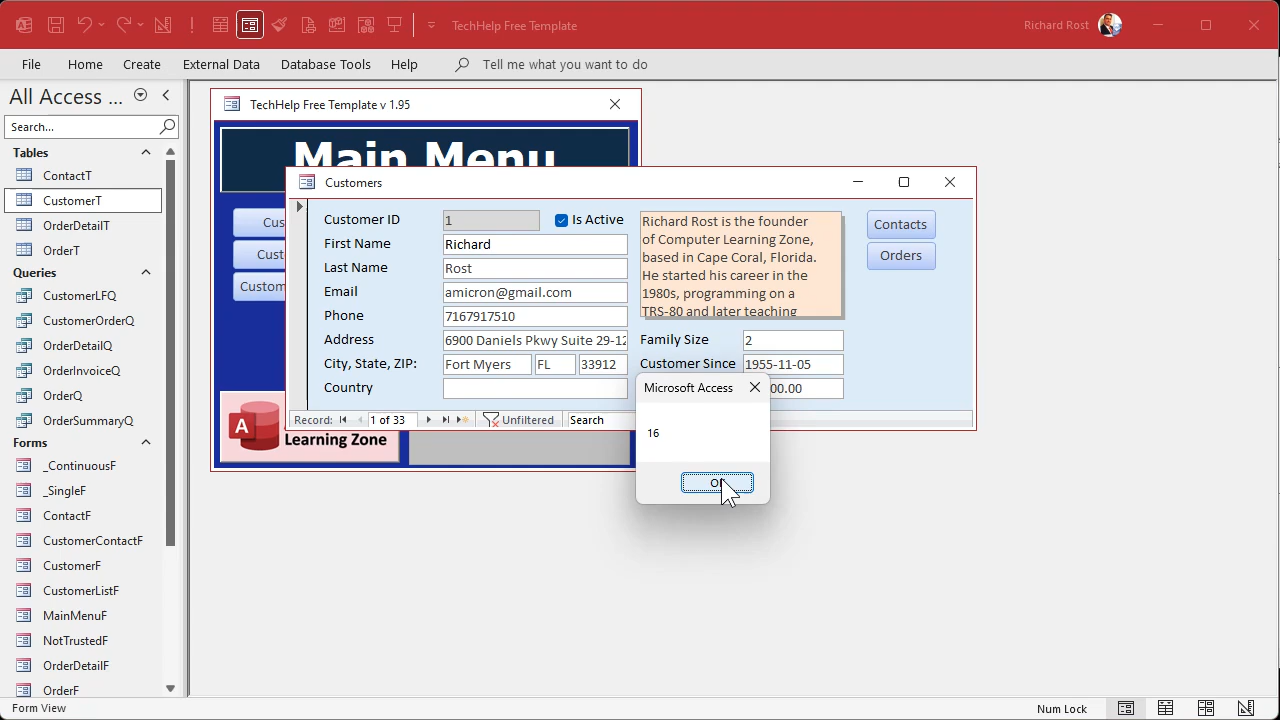 TechHelp Free Template
Richard Rost
File Home Create External Data Database Tools Help Tell me what you want to do
All Access ...
Search...
Tables
ContactT
CustomerT
OrderDetailT
OrderT
Queries
CustomerLFQ
CustomerOrderQ
OrderDetailQ
OrderInvoiceQ
OrderQ
OrderSummaryQ
Forms
_ContinuousF
_SingleF
ContactF
CustomerContactF
CustomerF
CustomerListF
MainMenuF
NotTrustedF
OrderDetailF
OrderF
TechHelp Free Template v 1.95
Main Menu
Cus
Cust
Custom
A
Learning Zone
Customers
Customer ID 1 Is Active
First Name Richard
Last Name Rost
Email amicron@gmail.com
Phone 7167917510
Address 6900 Daniels Pkwy Suite 29-12
City, State, ZIP: Fort Myers FL 33912
Country
Richard Rost is the founder
of Computer Learning Zone,
based in Cape Coral, Florida.
He started his career in the
1980s, programming on a
TRS-80 and later teaching
Contacts
Orders
Family Size 2
Customer Since 1955-11-05
00.00
Record: 1 of 33 Unfiltered Search
Microsoft Access
16
Form View
Num Lock